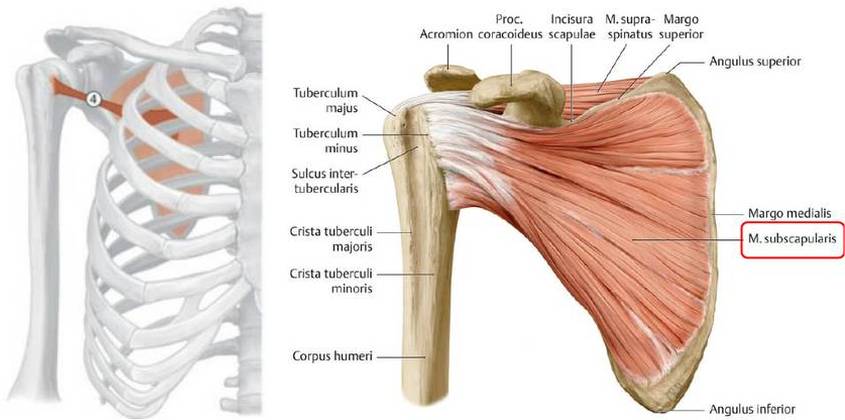 Proc.
coracoideus
Incisura
scapulae
M. supra-
spinatus
Margo
superior
Acromion
Angulus superior
Tuberculum
majus
4
Tuberculum
minus
Sulcus inter-
tubercularis
Margo medialis
Crista tuberculi
majoris
M. subscapularis
Crista tuberculi
minoris
Corpus humeri
Angulus inferior